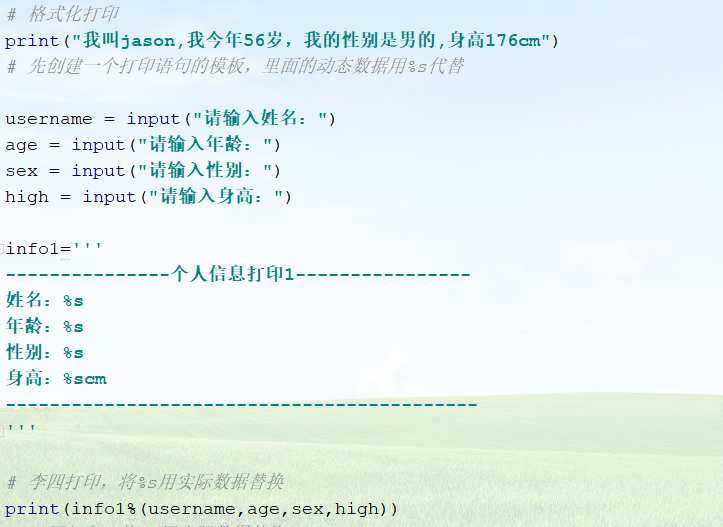 # 格式化打印
print("我叫jason,我今年56岁，我的性别是男的,身高176cm")
# 先创建一个打印语句的模板，里面的动态数据用%s代替
username = input("请输入姓名：")
age = input("请输入年龄：")
sex = input("请输入性别：")
high = input("请输入身高：")
info1='''
---------------个人信息打印1----------------
姓名：%s
年龄：%s
性别：%s
身高：%scm
-------------------------------------------
'''
# 李四打印，将%s用实际数据替换
print(info1%(username,age,sex,high))